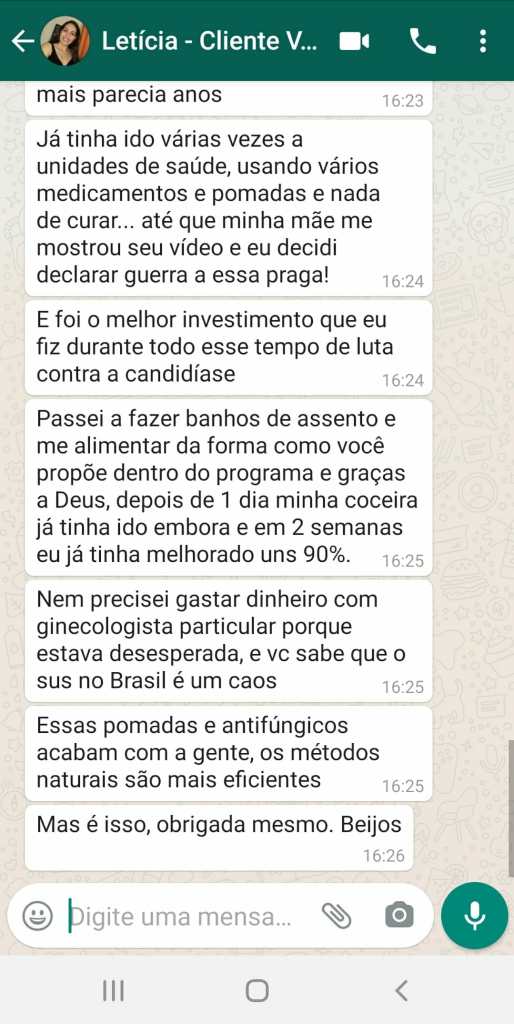 Letícia - Cliente V...
mais parecia anos
16:23
Já tinha ido várias vezes a
unidades de saúde, usando vários
medicamentos e pomadas e nada
de curar... até que minha mãe me
mostrou seu vídeo e eu decidi
declarar guerra a essa praga!
16:24
E foi o melhor investimento que eu
fiz durante todo esse tempo de luta
contra a candidíase
16:24
Passei a fazer banhos de assento e
me alimentar da forma como você
propõe dentro do programa e graças
a Deus, depois de 1 dia minha coceira
já tinha ido embora e em 2 semanas
eu já tinha melhorado uns 90%.
16:25
Nem precisei gastar dinheiro com
ginecologista particular porque
estava desesperada, e vc sabe que o
sus no Brasil é um caos
16:25
Essas pomadas e antifúngicos
acabam com a gente, os métodos
naturais são mais eficientes
16:25
Mas é isso, obrigada mesmo. Beijos
16:26
Digite uma mensa...